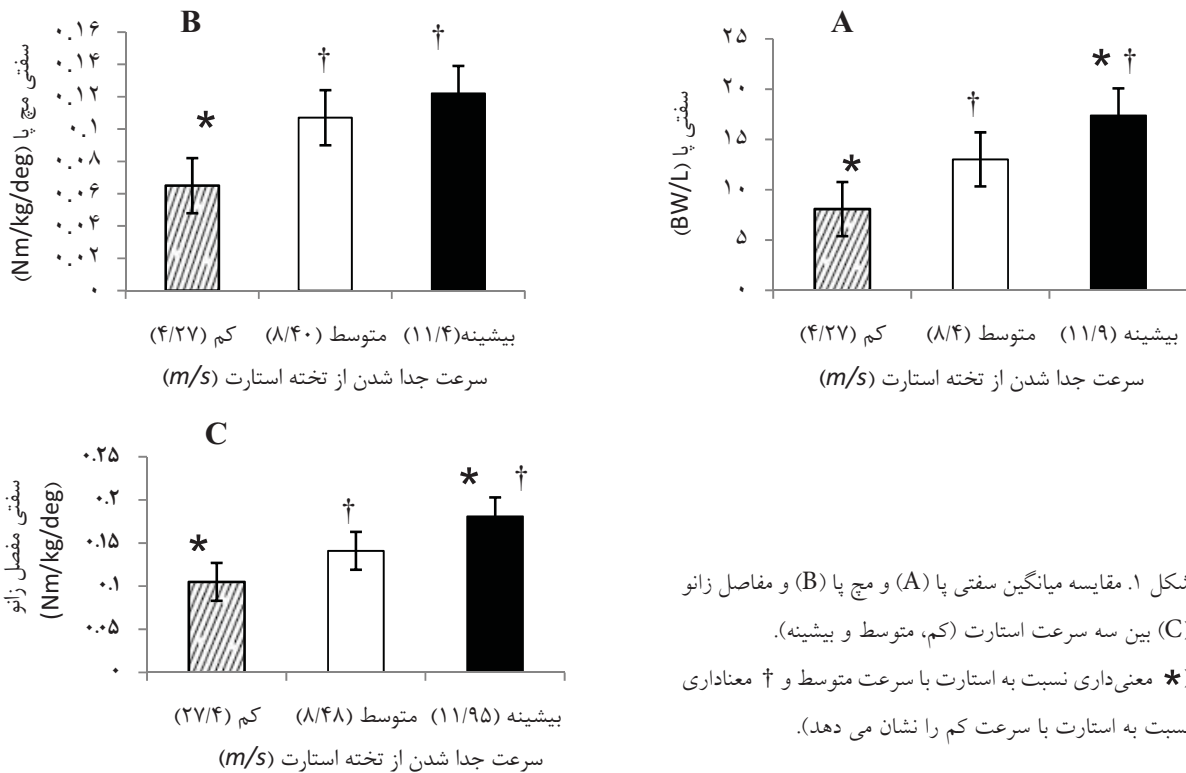 B
سفتی مچ پا (Nm/kg/deg)
۰.۱۶
۰.۱۴
۰.۱۲
۰.۱
۰.۰۸
۰.۰۶
۰.۰۴
۰.۰۲
۰
*
†
†
کم (۴/۲۷) متوسط (۸/۴۰) بیشینه(۱۱/۴)
سرعت جدا شدن از تخته استارت (m/s)
A
سفتی پا (BW/L)
۲۵
۲۰
۱۵
۱۰
۵
۰
*
†
* †
کم (۴/۲۷) متوسط (۸/۴) بیشینه (۱۱/۹)
سرعت جدا شدن از تخته استارت (m/s)
C
سفتی مفصل زانو
(Nm/kg/deg)
۰.۲۵
۰.۲
۰.۱۵
۰.۱
۰.۰۵
۰
*
†
* †
کم (۲۷/۴) متوسط (۸/۴۸) بیشینه (۱۱/۹۵)
سرعت جدا شدن از تخته استارت (m/s)
شکل ۱. مقایسه میانگین سفتی پا (A) و مچ پا (B) و مفاصل زانو
(C) بین سه سرعت استارت (کم، متوسط و بیشینه).
(* معنی‌داری نسبت به استارت با سرعت متوسط و † معناداری
نسبت به استارت با سرعت کم را نشان می دهد).